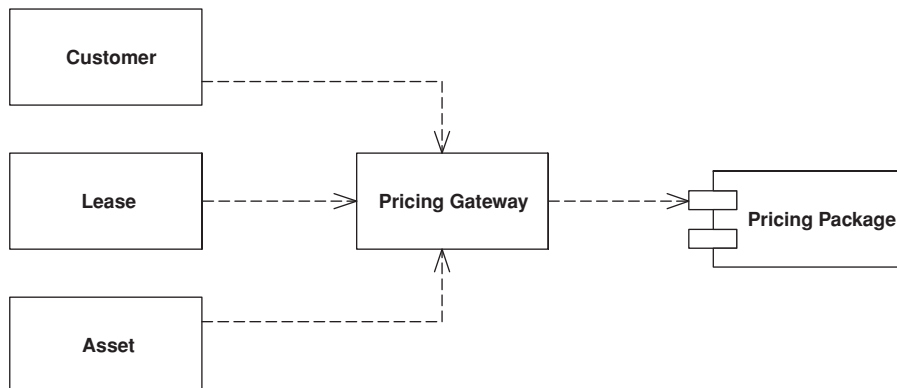 Customer
Lease
Pricing Gateway
Pricing Package
Asset